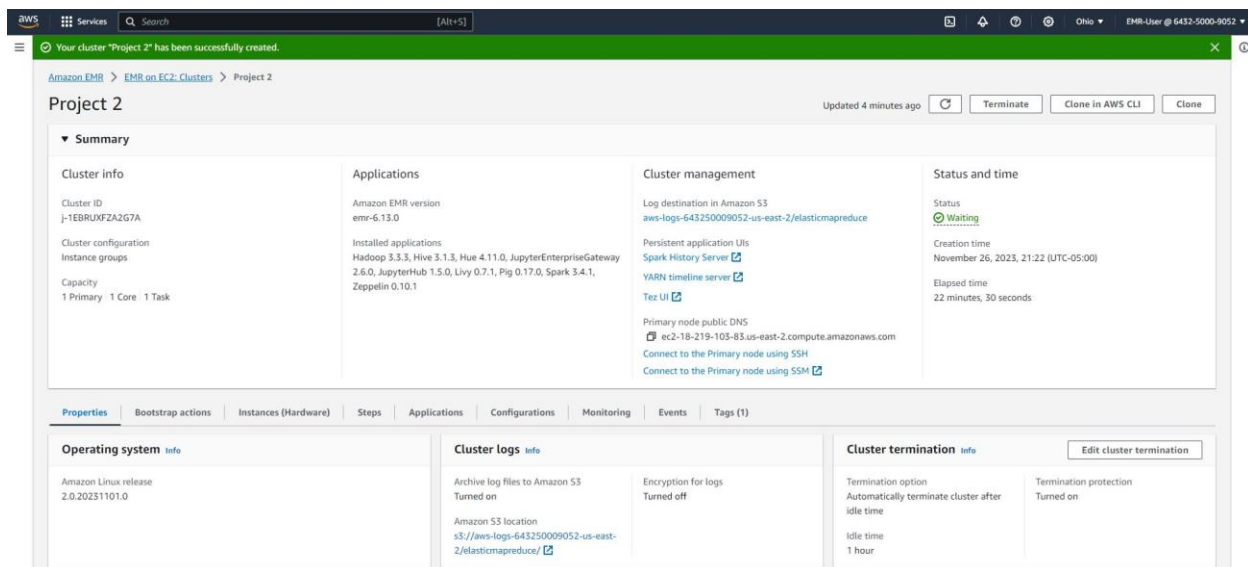 aws
Services
Search
[Alt+S]
Ohio
EMR-User @ 6432-5000-9052
Your cluster "Project 2" has been successfully created.
Amazon EMR > EMR on EC2: Clusters > Project 2
Project 2
Updated 4 minutes ago
Terminate
Clone in AWS CLI
Clone
Summary
Cluster info
Cluster ID
j-1EBRUXFZA2G7A
Cluster configuration
Instance groups
Capacity
1 Primary 1 Core 1 Task
Applications
Amazon EMR version
emr-6.13.0
Installed applications
Hadoop 3.3.3, Hive 3.1.3, Hue 4.11.0, JupyterEnterpriseGateway
2.6.0, JupyterHub 1.5.0, Livy 0.7.1, Pig 0.17.0, Spark 3.4.1,
Zeppelin 0.10.1
Cluster management
Log destination in Amazon S3
aws-logs-643250009052-us-east-2/elasticmapreduce
Persistent application UIs
Spark History Server
YARN timeline server
Tez UI
Primary node public DNS
ec2-18-219-103-83.us-east-2.compute.amazonaws.com
Connect to the Primary node using SSH
Connect to the Primary node using SSM
Status and time
Status
Waiting
Creation time
November 26, 2023, 21:22 (UTC-05:00)
Elapsed time
22 minutes, 30 seconds
Properties
Bootstrap actions
Instances (Hardware)
Steps
Applications
Configurations
Monitoring
Events
Tags (1)
Operating system Info
Amazon Linux release
2.0.20231101.0
Cluster logs Info
Archive log files to Amazon S3
Turned on
Amazon S3 location
s3://aws-logs-643250009052-us-east-
2/elasticmapreduce/
Encryption for logs
Turned off
Cluster termination Info
Edit cluster termination
Termination option
Automatically terminate cluster after
idle time
Idle time
1 hour
Termination protection
Turned on